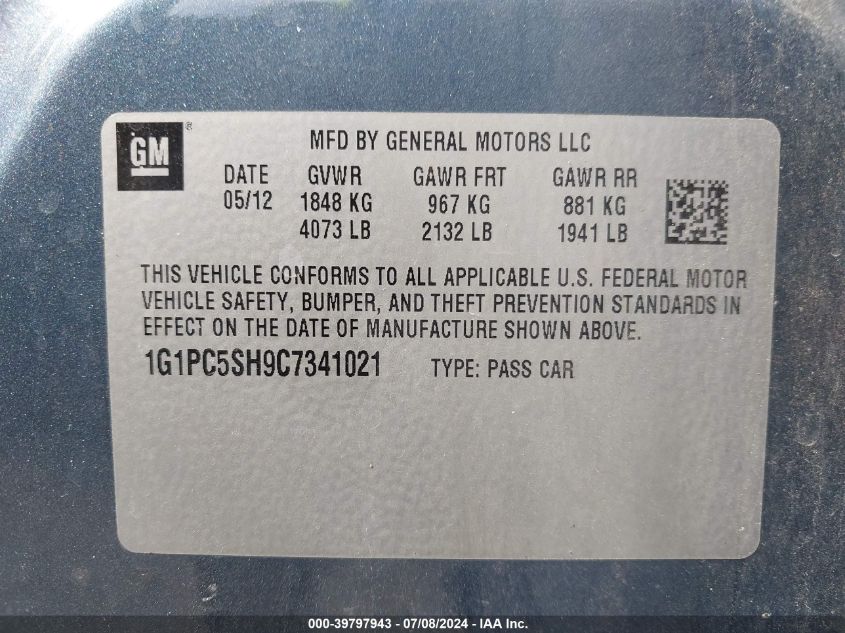 GM®
MFD BY GENERAL MOTORS LLC
DATE GVWR GAWR FRT GAWR RR
05/12 1848 KG 967 KG 881 KG
4073 LB 2132 LB 1941 LB
THIS VEHICLE CONFORMS TO ALL APPLICABLE U.S. FEDERAL MOTOR
VEHICLE SAFETY, BUMPER, AND THEFT PREVENTION STANDARDS IN
EFFECT ON THE DATE OF MANUFACTURE SHOWN ABOVE.
1G1PC5SH9C7341021 TYPE: PASS CAR
000-39797943 - 07/08/2024 - IAA Inc.